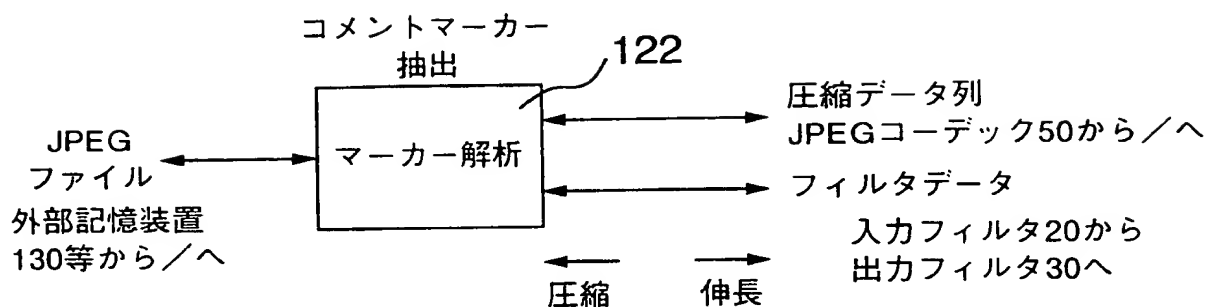 コメントマーカー
抽出
122
マーカー解析
JPEG
ファイル
外部記憶装置
130等から／へ
圧縮データ列
JPEGコーデック50から／へ
フィルタデータ
入力フィルタ20から
出力フィルタ30へ
圧縮
伸長